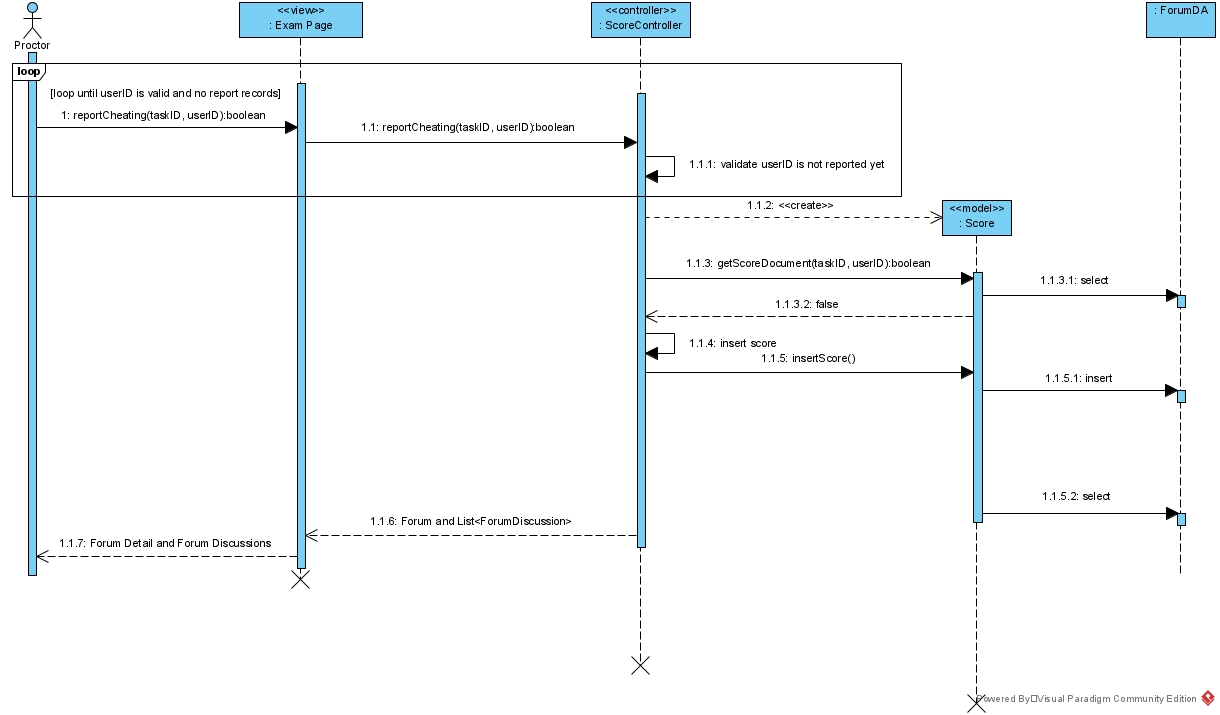 <<view>>
: Exam Page
<<controller>>
: ScoreController
: ForumDA
Proctor
loop
[loop until userID is valid and no report records]
1: reportCheating(taskID, userID):boolean
1.1: reportCheating(taskID, userID):boolean
1.1.1: validate userID is not reported yet
1.1.2: <<create>>
<<model>>
: Score
1.1.3: getScoreDocument(taskID, userID):boolean
1.1.3.1: select
1.1.3.2: false
1.1.4: insert score
1.1.5: insertScore()
1.1.5.1: insert
1.1.5.2: select
1.1.6: Forum and List<ForumDiscussion>
1.1.7: Forum Detail and Forum Discussions
Powered By□Visual Paradigm Community Edition